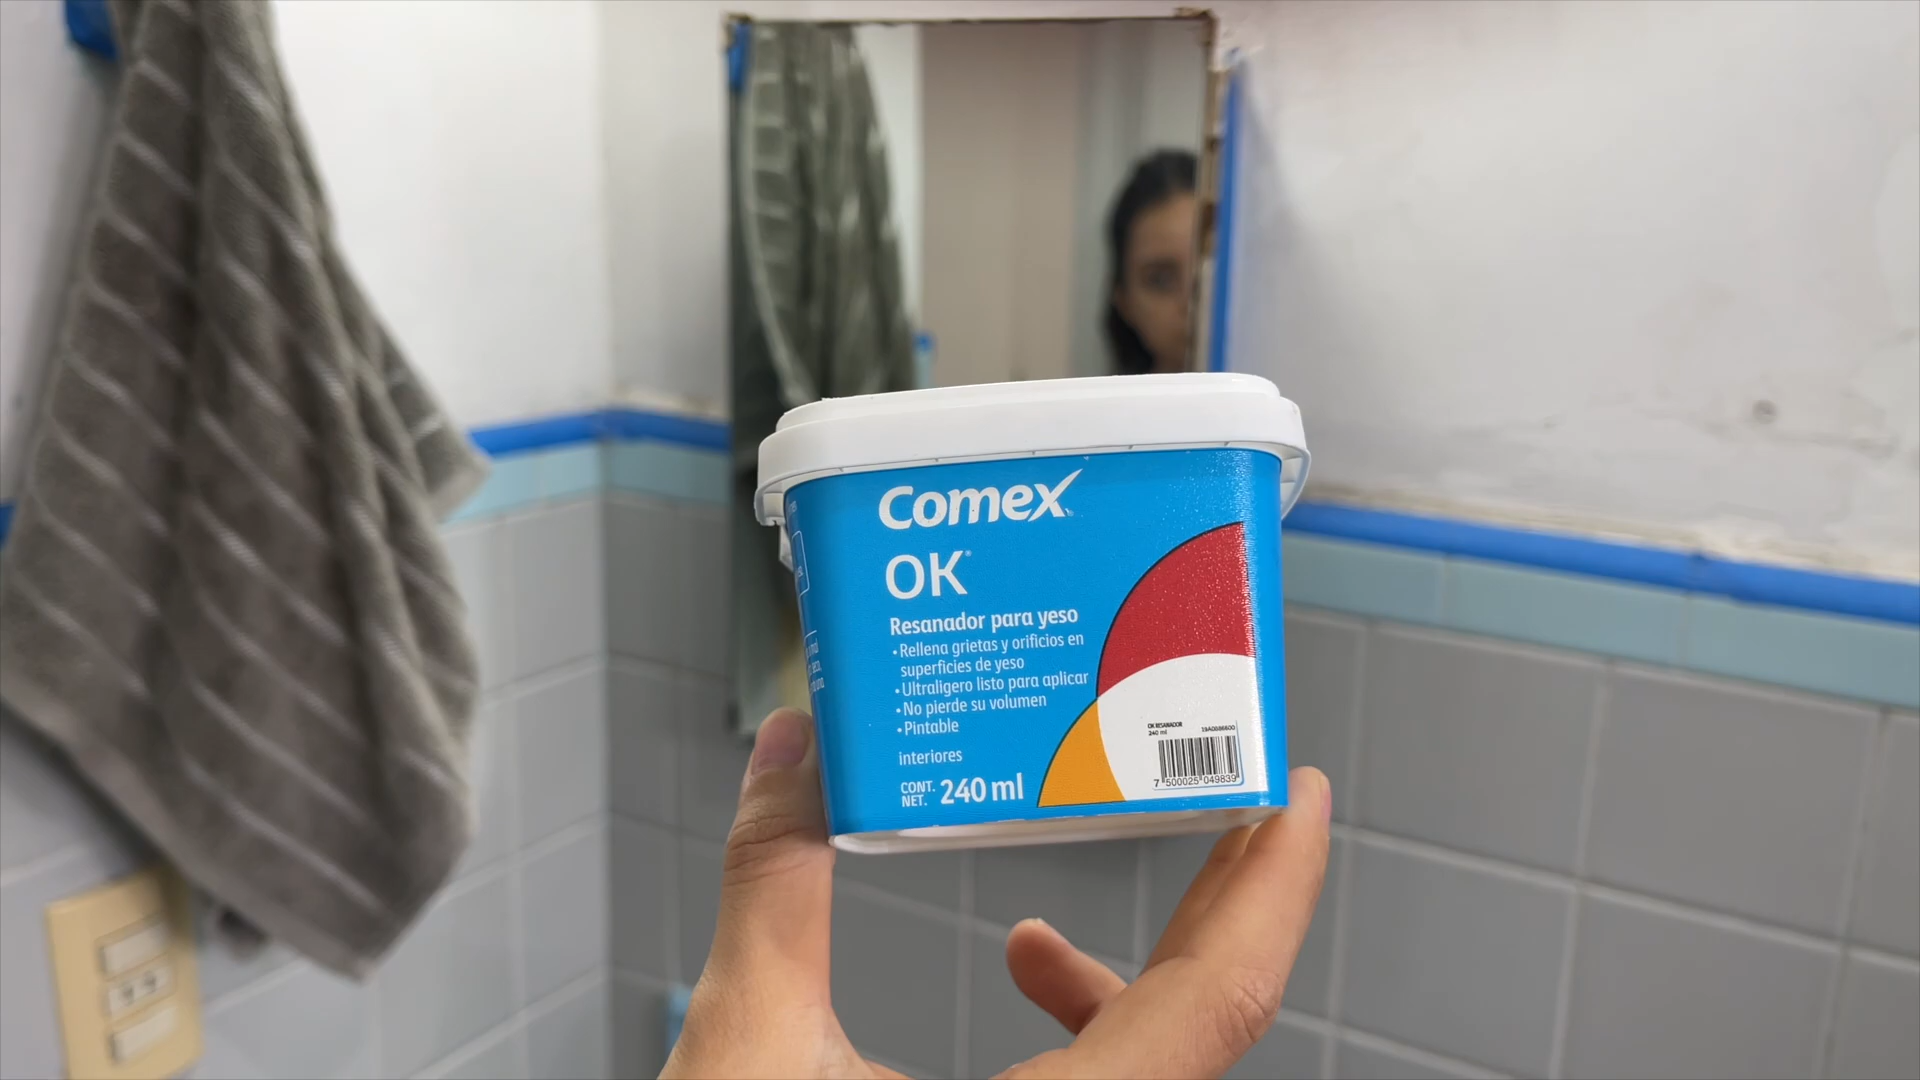 Comex
OK®
Resanador para yeso
• Rellena grietas y orificios en
superficies de yeso
• Ultraligero listo para aplicar
• No pierde su volumen
• Pintable
interiores
CONT.
NET. 240 ml
OK RESANADOR
240 ml
7 500025 049839